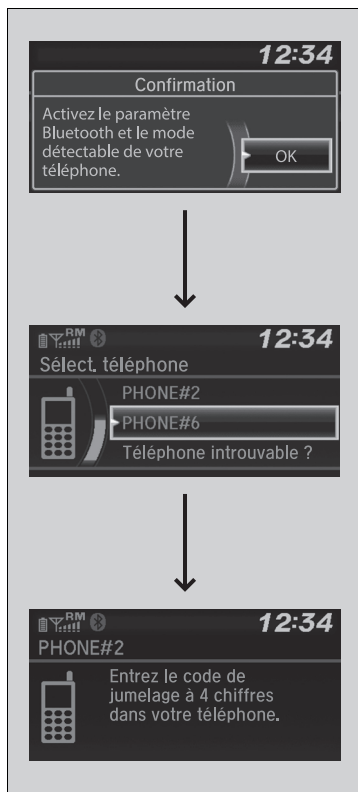 12:34
Confirmation
Activez le paramètre
Bluetooth et le mode
détectable de votre
téléphone.
OK
RM
12:34
Sélect. téléphone
PHONE#2
PHONE#6
Téléphone introuvable ?
RM
12:34
PHONE#2
Entrez le code de
jumelage à 4 chiffres
dans votre téléphone.